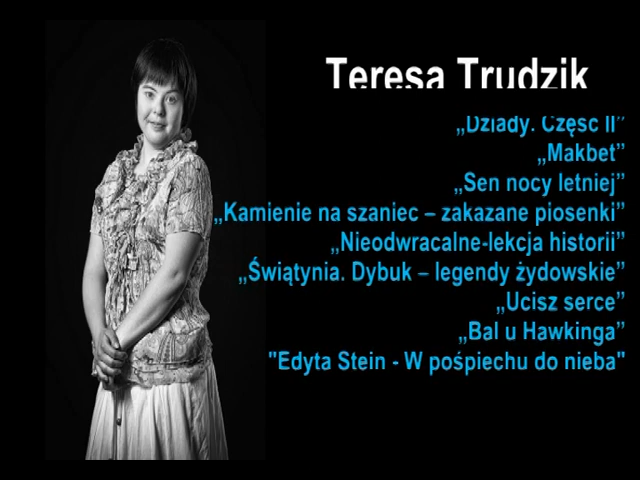 Teresa Trudzik
„Dziady. Częsc II”
„Makbet”
„Sen nocy letniej”
„Kamienie na szaniec – zakazane piosenki”
„Nieodwracalne-lekcja historii”
„Świątynia. Dybuk – legendy żydowskie”
„Ucisz serce”
„Bal u Hawkinga”
"Edyta Stein - W pośpiechu do nieba"